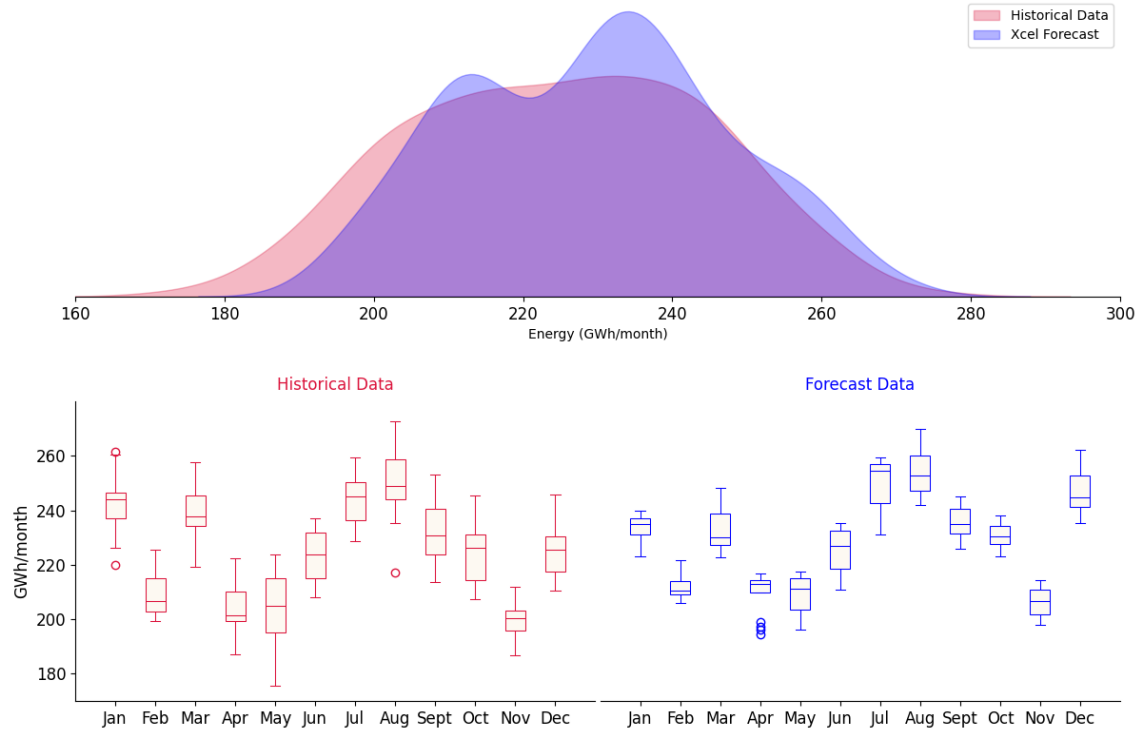 Historical Data
Xcel Forecast
160 180 200 220 240 260 280 300
Energy (GWh/month)
Historical Data
Forecast Data
GWh/month
260
240
220
200
180
Jan Feb Mar Apr May Jun Jul Aug Sept Oct Nov Dec
Jan Feb Mar Apr May Jun Jul Aug Sept Oct Nov Dec